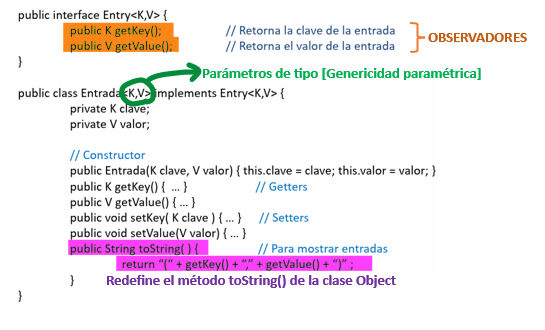 public interface Entry<K,V> {
public K getKey(); // Retorna la clave de la entrada
public V getValue(); // Retorna el valor de la entrada
OBSERVADORES
}
Parámetros de tipo [Genericidad paramétrica]
public class Entrada<K,V> implements Entry<K,V> {
private K clave;
private V valor;
// Constructor
public Entrada(K clave, V valor) { this.clave = clave; this.valor = valor; }
public K getKey() { ... } // Getters
public V getValue() { ... }
public void setKey( K clave ) { ... } // Setters
public void setValue(V valor) { ... }
public String toString( ) { // Para mostrar entradas
return “(“ + getKey() + “,” + getValue() + “)” ;
}
Redefine el método toString() de la clase Object
}